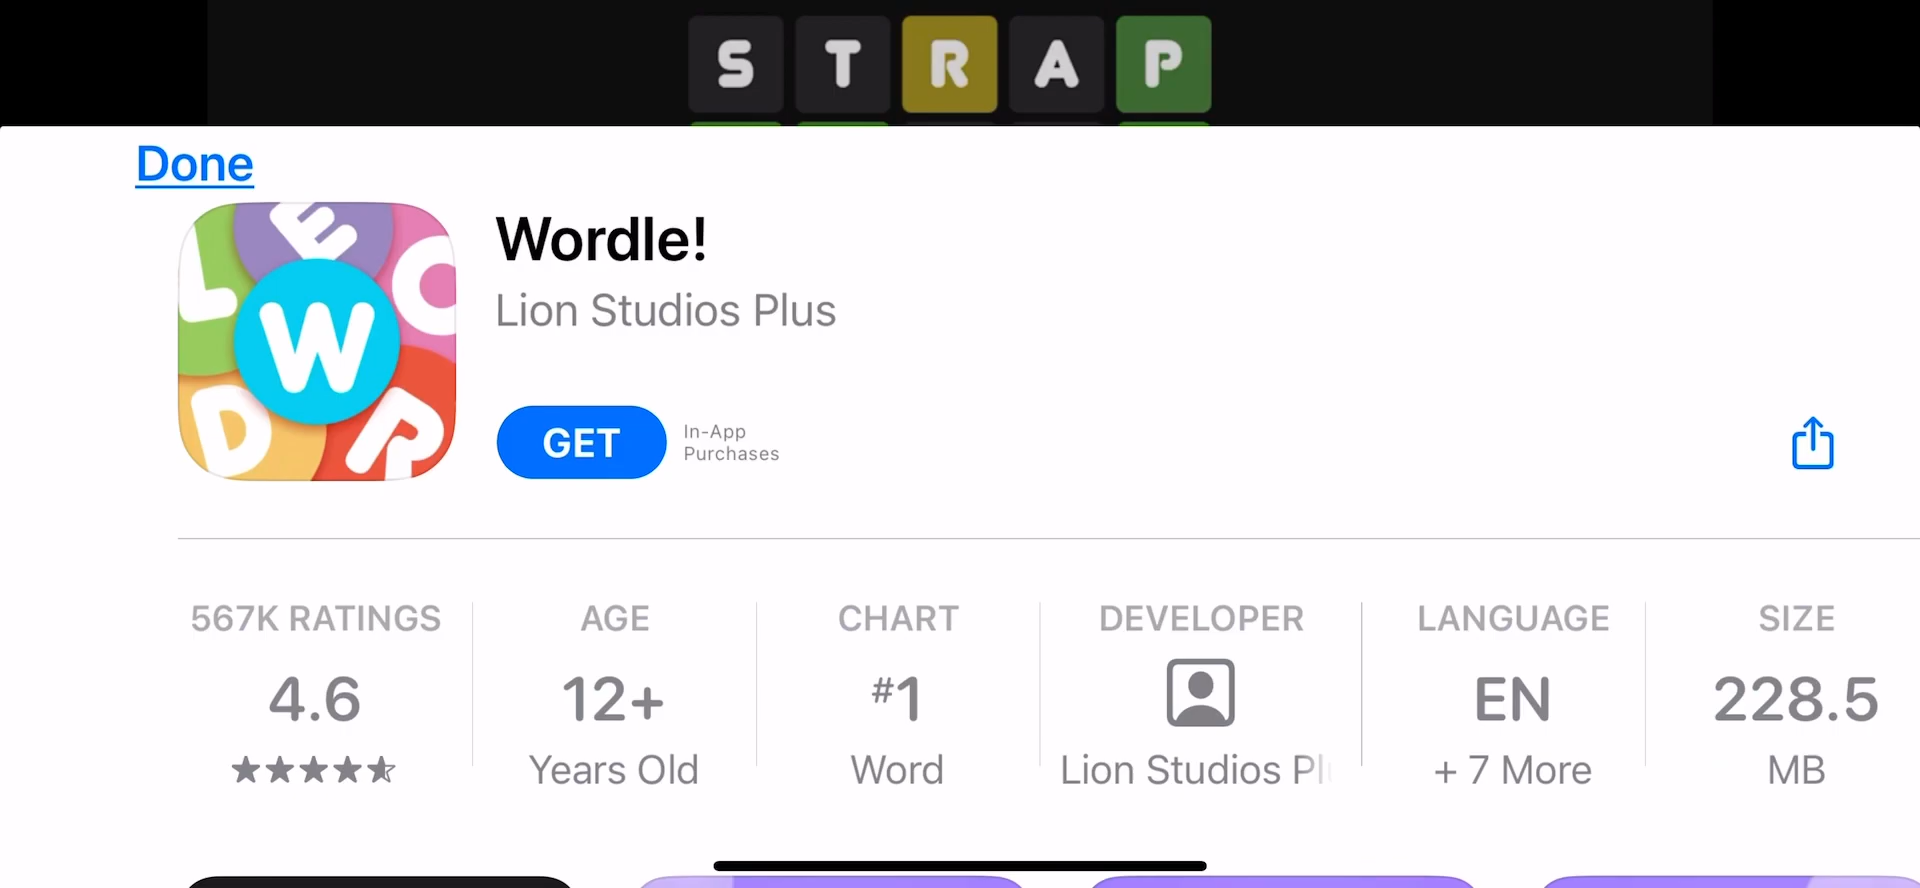 STRAP
Done
E
L
O
W
D
R
Wordle!
Lion Studios Plus
GET
In-App
Purchases
567K RATINGS
AGE
CHART
DEVELOPER
LANGUAGE
SIZE
4.6
12+
#1
EN
228.5
Years Old
Word
Lion Studios Pl
+ 7 More
MB